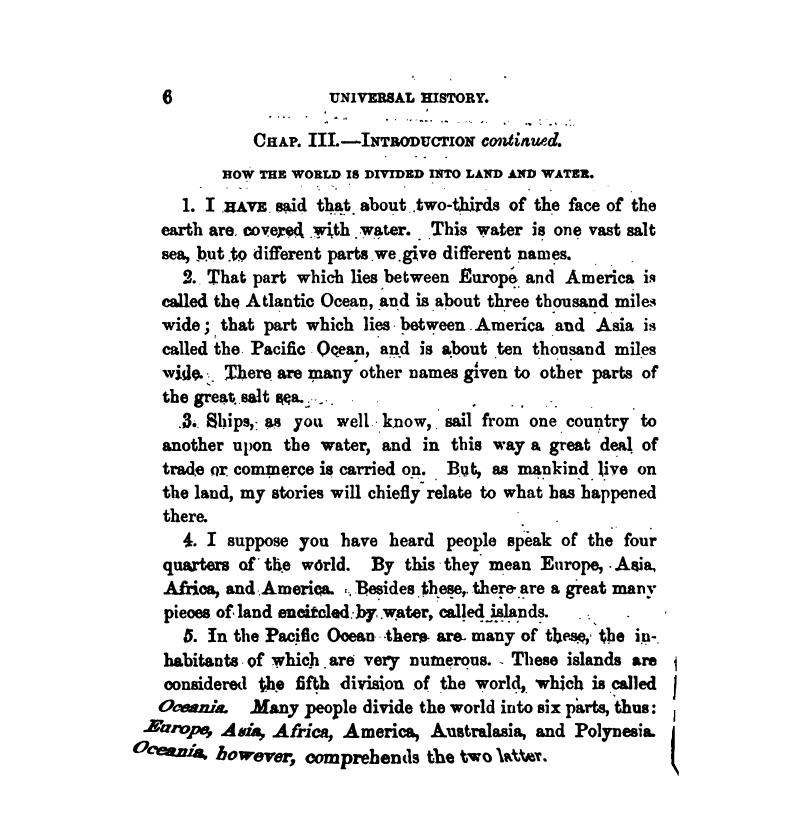 6 UNIVERSAL HISTORY.
CHAP. III.—INTRODUCTION continued.
HOW THE WORLD IS DIVIDED INTO LAND AND WATER.
1. I HAVE said that about two-thirds of the face of the
earth are covered with water. This water is one vast salt
sea, but to different parts we give different names.
2. That part which lies between Europe and America is
called the Atlantic Ocean, and is about three thousand miles
wide; that part which lies between America and Asia is
called the Pacific Ocean, and is about ten thousand miles
wide. There are many other names given to other parts of
the great salt sea.
3. Ships, as you well know, sail from one country to
another upon the water, and in this way a great deal of
trade or commerce is carried on. But, as mankind live on
the land, my stories will chiefly relate to what has happened
there.
4. I suppose you have heard people speak of the four
quarters of the world. By this they mean Europe, Asia,
Africa, and America. Besides these, there are a great many
pieces of land encircled by water, called islands.
5. In the Pacific Ocean there are many of these, the in-
habitants of which are very numerous. These islands are
considered the fifth division of the world, which is called
Oceania. Many people divide the world into six parts, thus:
Europe, Asia, Africa, America, Australasia, and Polynesia.
Oceania, however, comprehends the two latter.